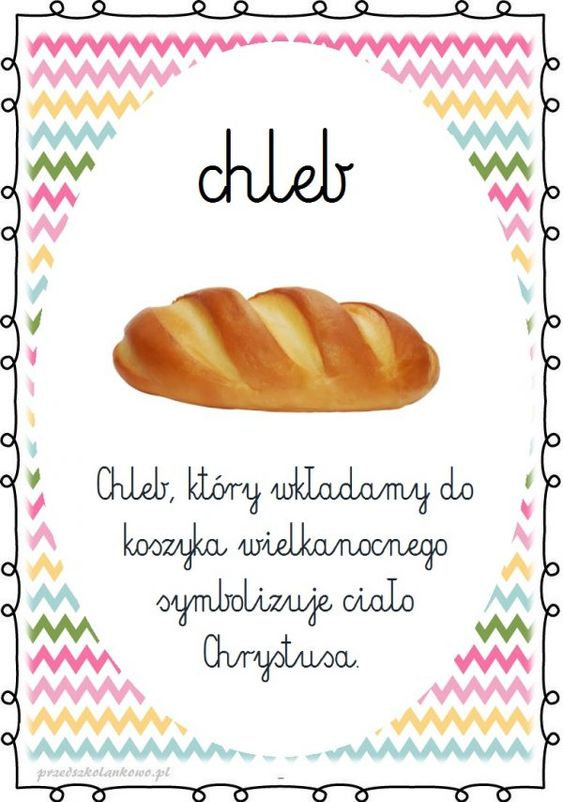 chleb
Chleb, który wkładamy do
koszyka wielkanocnego
symbolizuje ciało
Chrystusa.
przedszkolankowo.pl